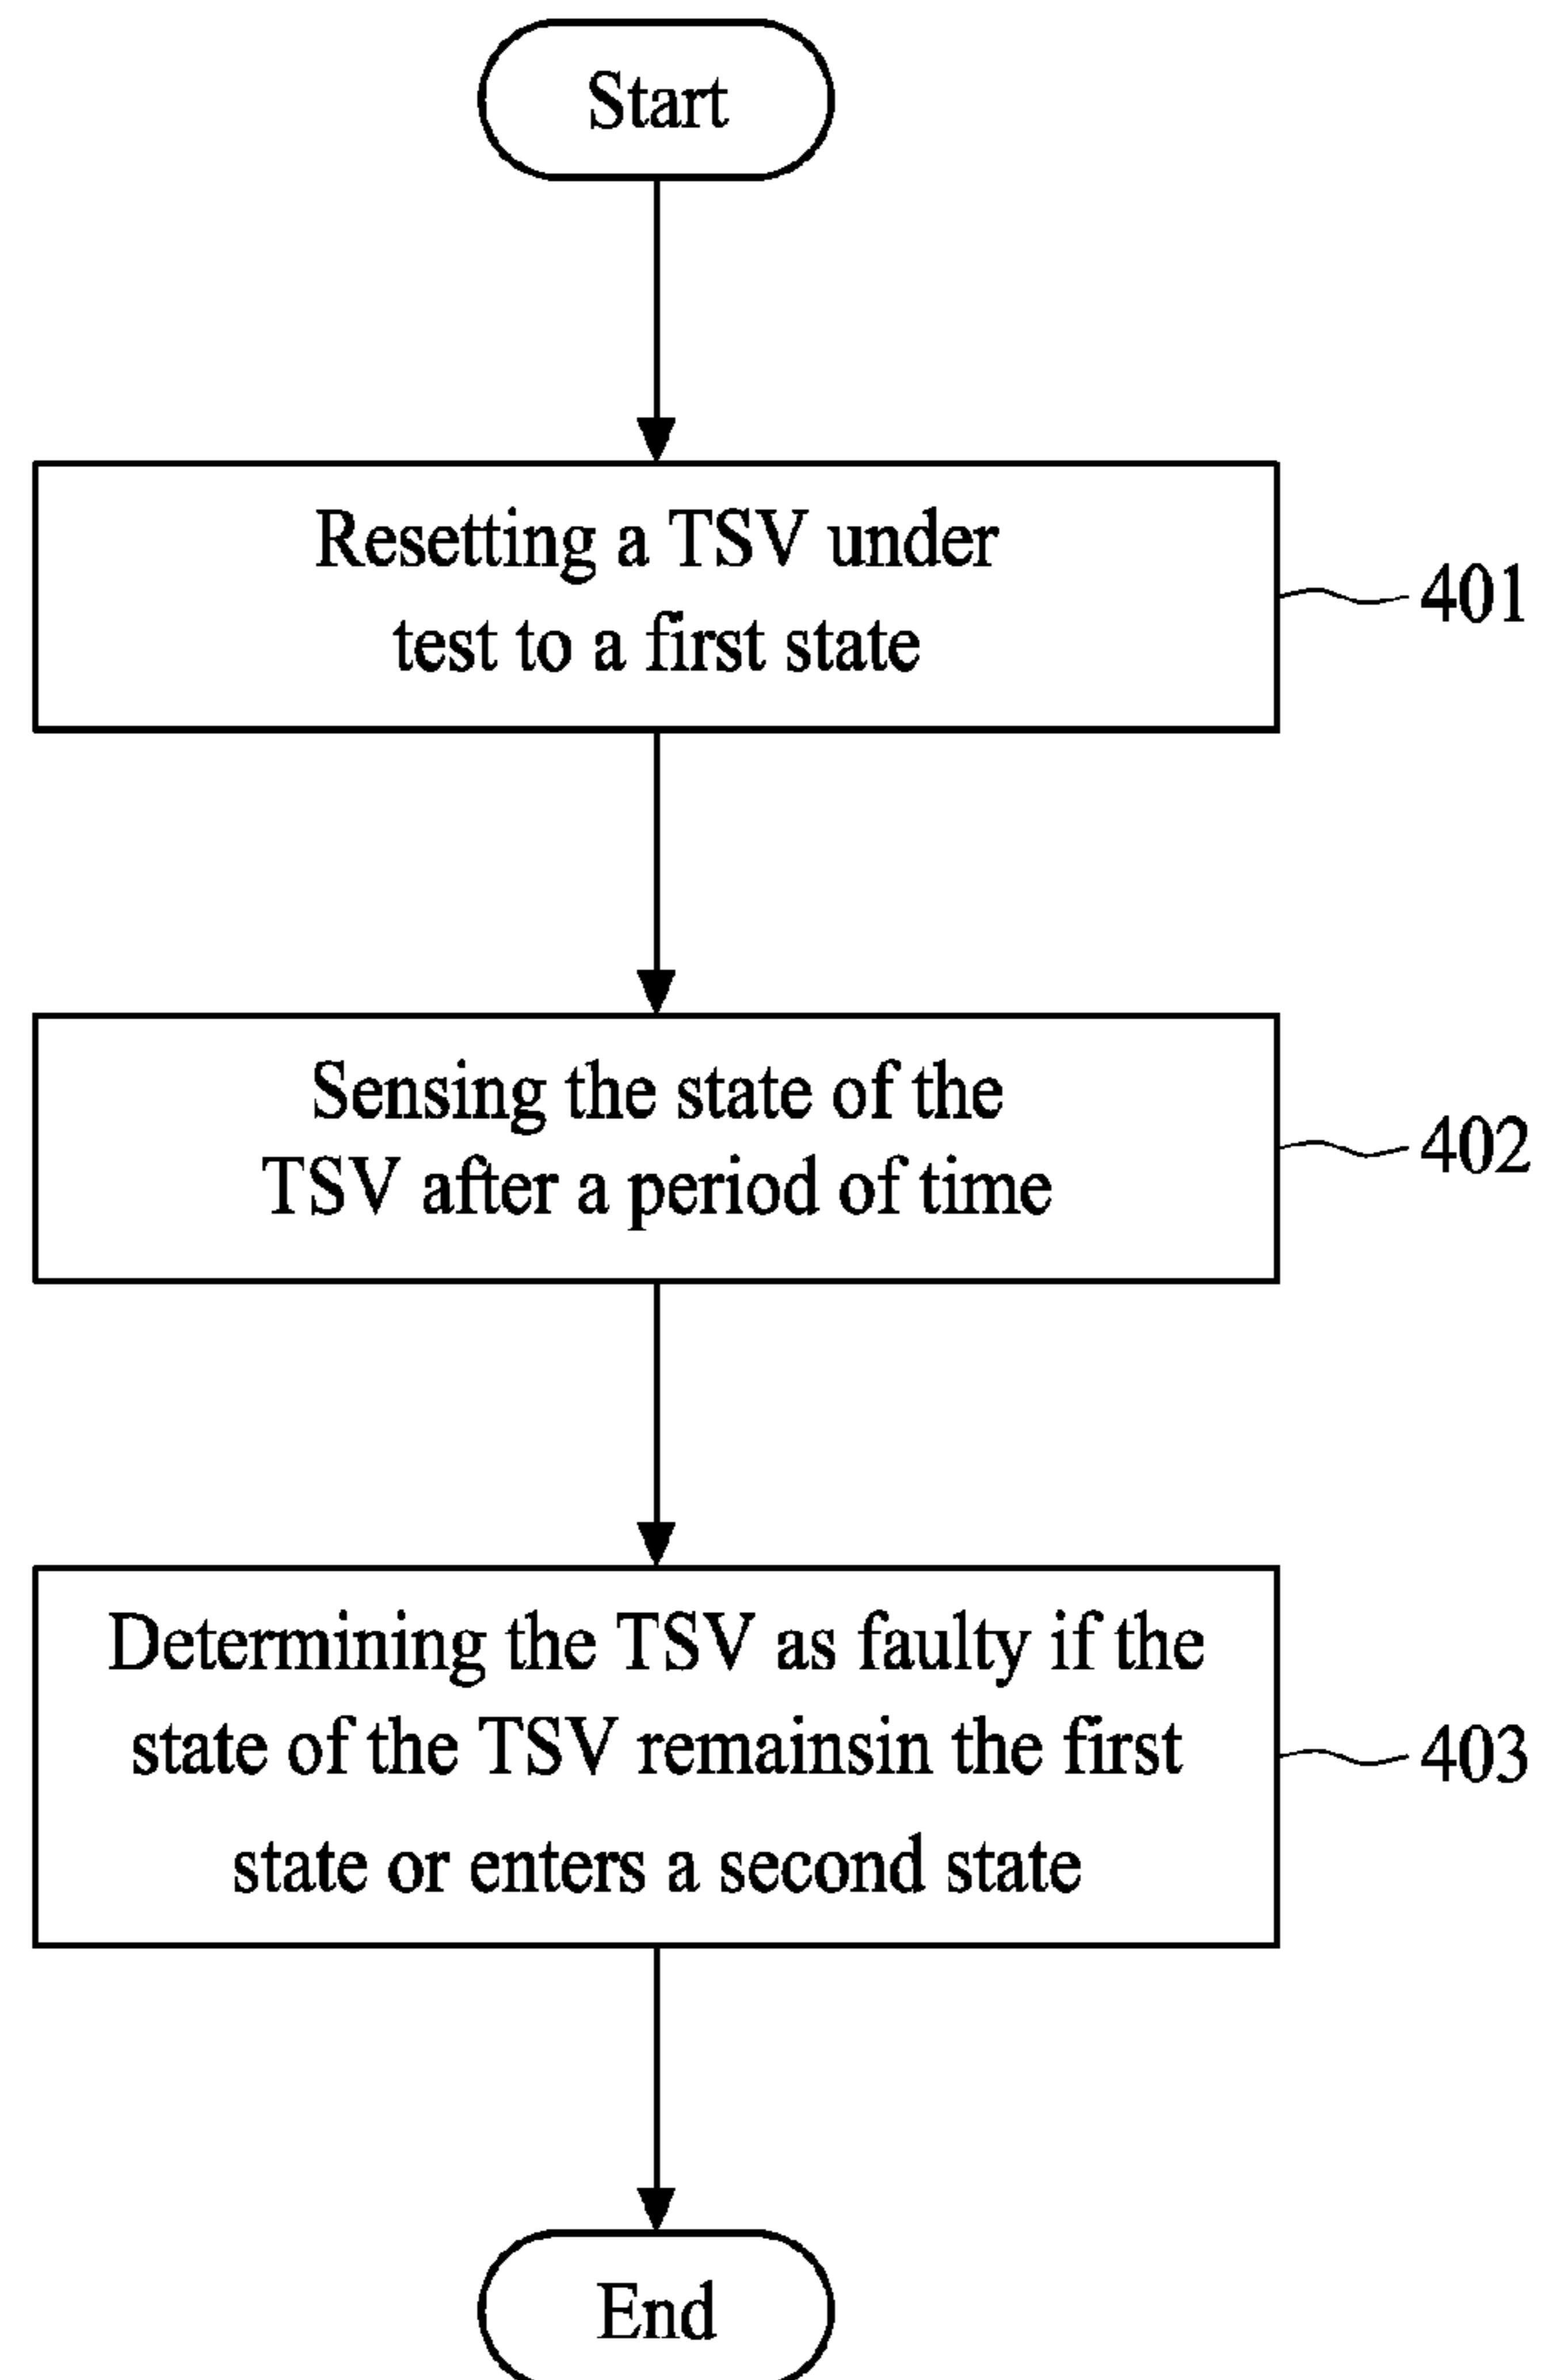 Start
Resetting a TSV under
test to a first state
401
Sensing the state of the
TSV after a period of time
402
Determining the TSV as faulty if the
state of the TSV remainsin the first
state or enters a second state
403
End